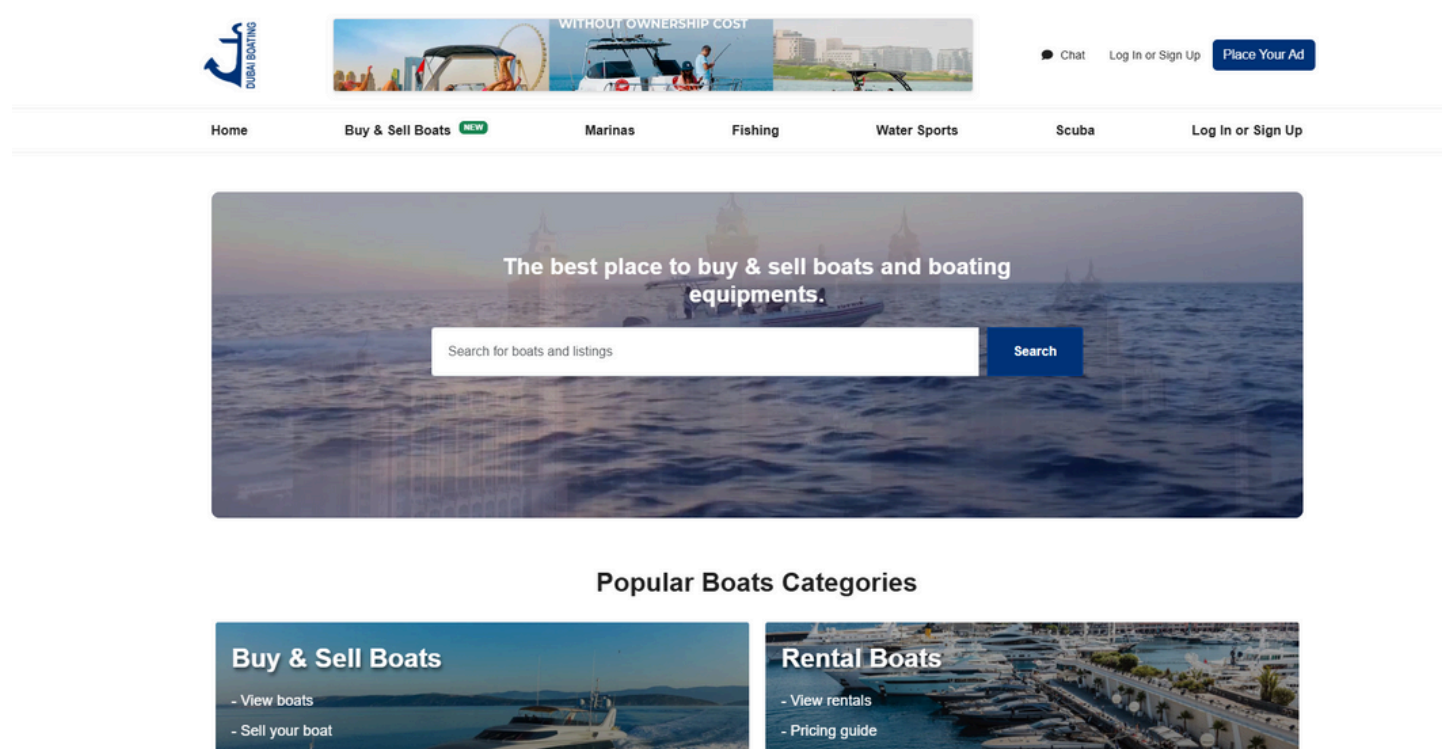 DUBAI BOATING
WITHOUT OWNERSHIP COST
Chat
Log In or Sign Up
Place Your Ad
Home
Buy & Sell Boats NEW
Marinas
Fishing
Water Sports
Scuba
Log In or Sign Up
The best place to buy & sell boats and boating
equipments.
Search for boats and listings
Search
Popular Boats Categories
Buy & Sell Boats
- View boats
- Sell your boat
Rental Boats
- View rentals
- Pricing guide